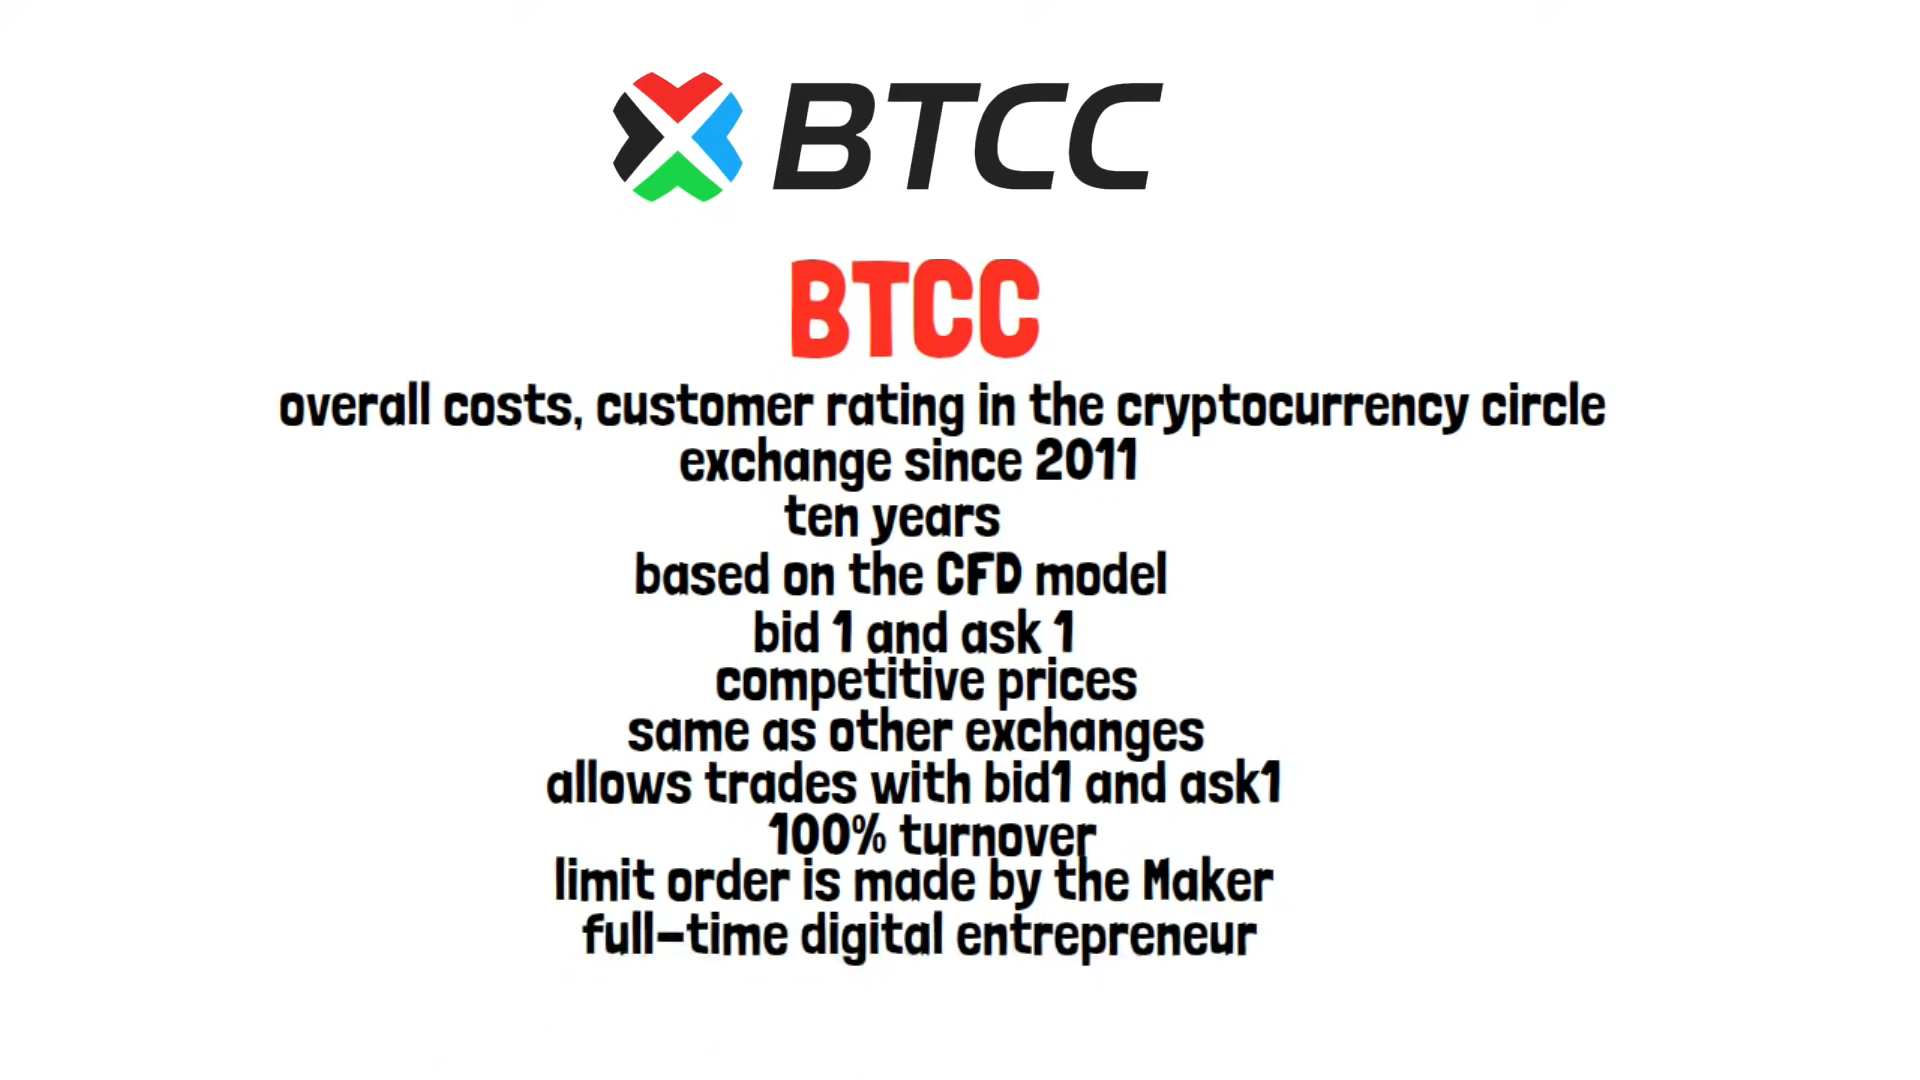 BTCC
BTCC
overall costs, customer rating in the cryptocurrency circle
exchange since 2011
ten years
based on the CFD model
bid 1 and ask 1
competitive prices
same as other exchanges
allows trades with bid1 and ask1
100% turnover
limit order is made by the Maker
full-time digital entrepreneur